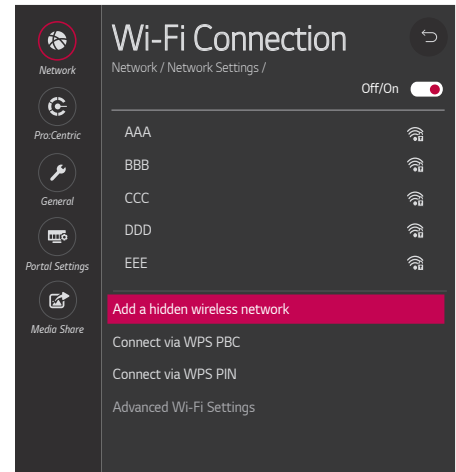 Network
Pro:Centric
General
Portal Settings
Media Share
Wi-Fi Connection
Network / Network Settings /
Off/On
AAA
BBB
CCC
DDD
EEE
Add a hidden wireless network
Connect via WPS PBC
Connect via WPS PIN
Advanced Wi-Fi Settings